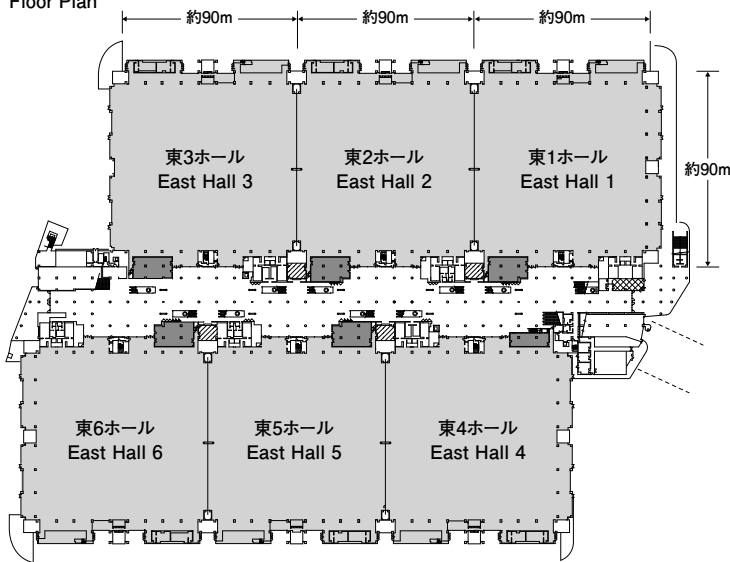 Floor Plan
約90m 約90m 約90m
約90m
東3ホール
East Hall 3
東2ホール
East Hall 2
東1ホール
East Hall 1
東6ホール
East Hall 6
東5ホール
East Hall 5
東4ホール
East Hall 4